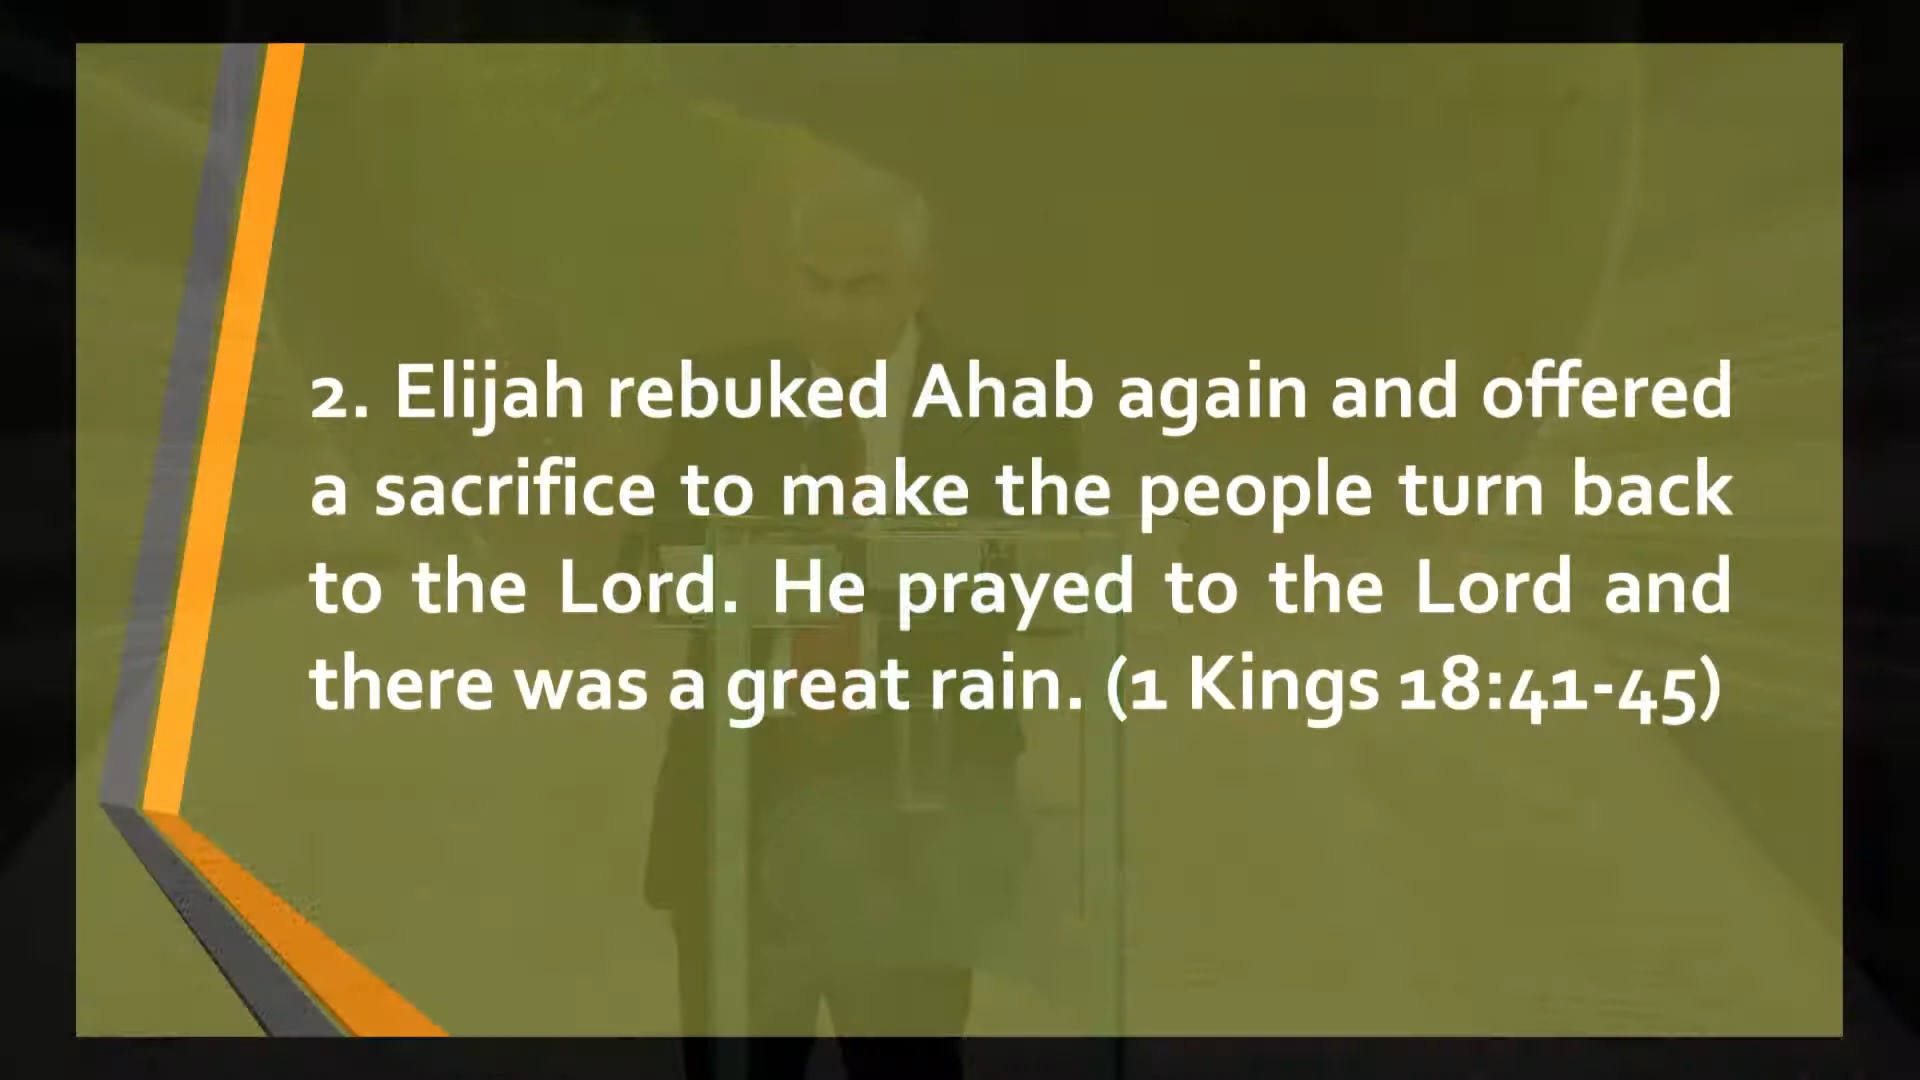 2. Elijah rebuked Ahab again and offered
a sacrifice to make the people turn back
to the Lord. He prayed to the Lord and
there was a great rain. (1 Kings 18:41-45)